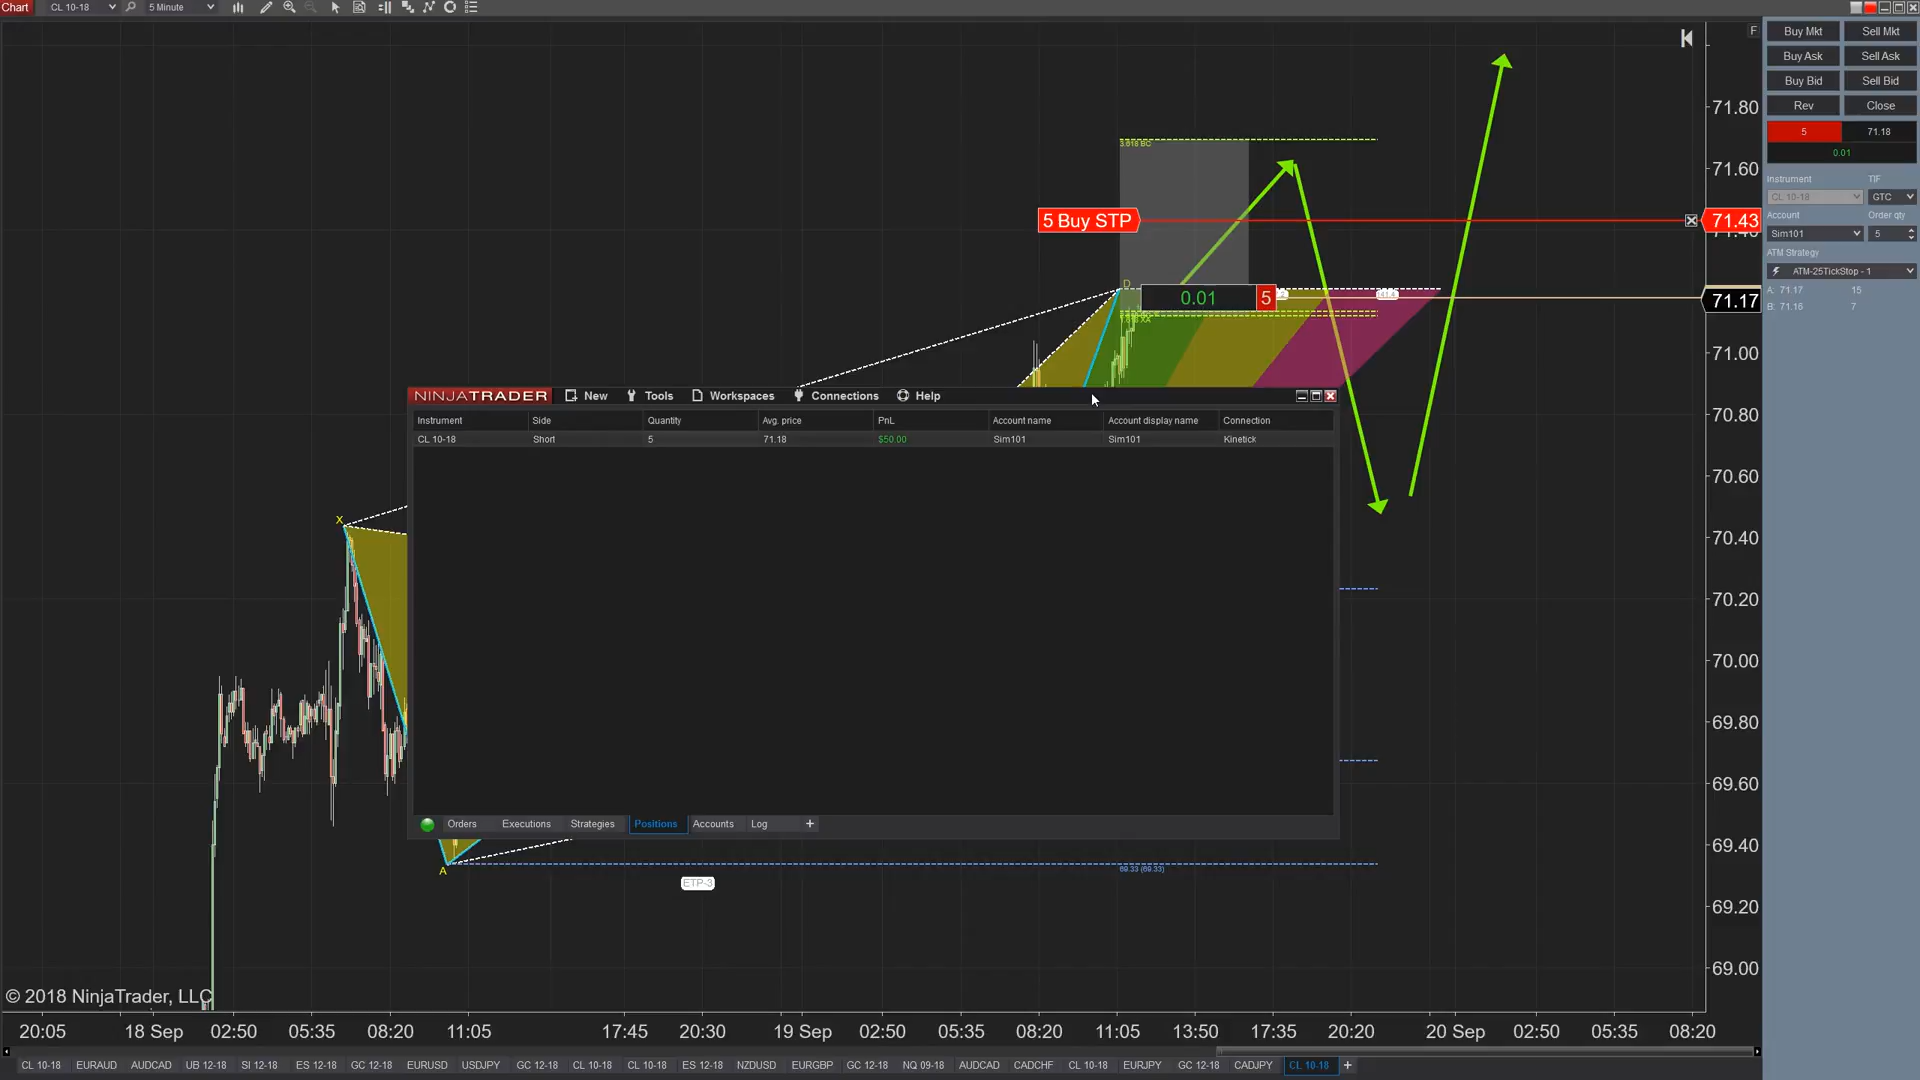 Chart CL 10-18 5 Minute
F
Buy Mkt Sell Mkt
Buy Ask Sell Ask
Buy Bid Sell Bid
Rev Close
5 71.18
0.01
Instrument TIF
CL 10-18 GTC
Account Order qty
Sim101 5
ATM Strategy
ATM-25TickStop - 1
A: 71.17 15
B: 71.16 7
71.80
3.618 BC
71.60
5 Buy STP
71.43
D
0.01 5
71.17
71.00
NINJATRADER New Tools Workspaces Connections Help
Instrument Side Quantity Avg. price PnL Account name Account display name Connection
CL 10-18 Short 5 71.18 $50.00 Sim101 Sim101 Kinetick
70.80
70.60
X
70.40
70.20
70.00
69.80
69.60
Orders Executions Strategies Positions Accounts Log +
69.40
A
69.33 (69.33)
ETP-3
69.20
69.00
© 2018 NinjaTrader, LLC
20:05 18 Sep 02:50 05:35 08:20 11:05 17:45 20:30 19 Sep 02:50 05:35 08:20 11:05 13:50 17:35 20:20 20 Sep 02:50 05:35 08:20
CL 10-18 EURAUD AUDCAD UB 12-18 SI 12-18 ES 12-18 GC 12-18 EURUSD USDJPY GC 12-18 CL 10-18 CL 10-18 ES 12-18 NZDUSD EURGBP GC 12-18 NQ 09-18 AUDCAD CADCHF CL 10-18 EURJPY GC 12-18 CADJPY CL 10-18 +